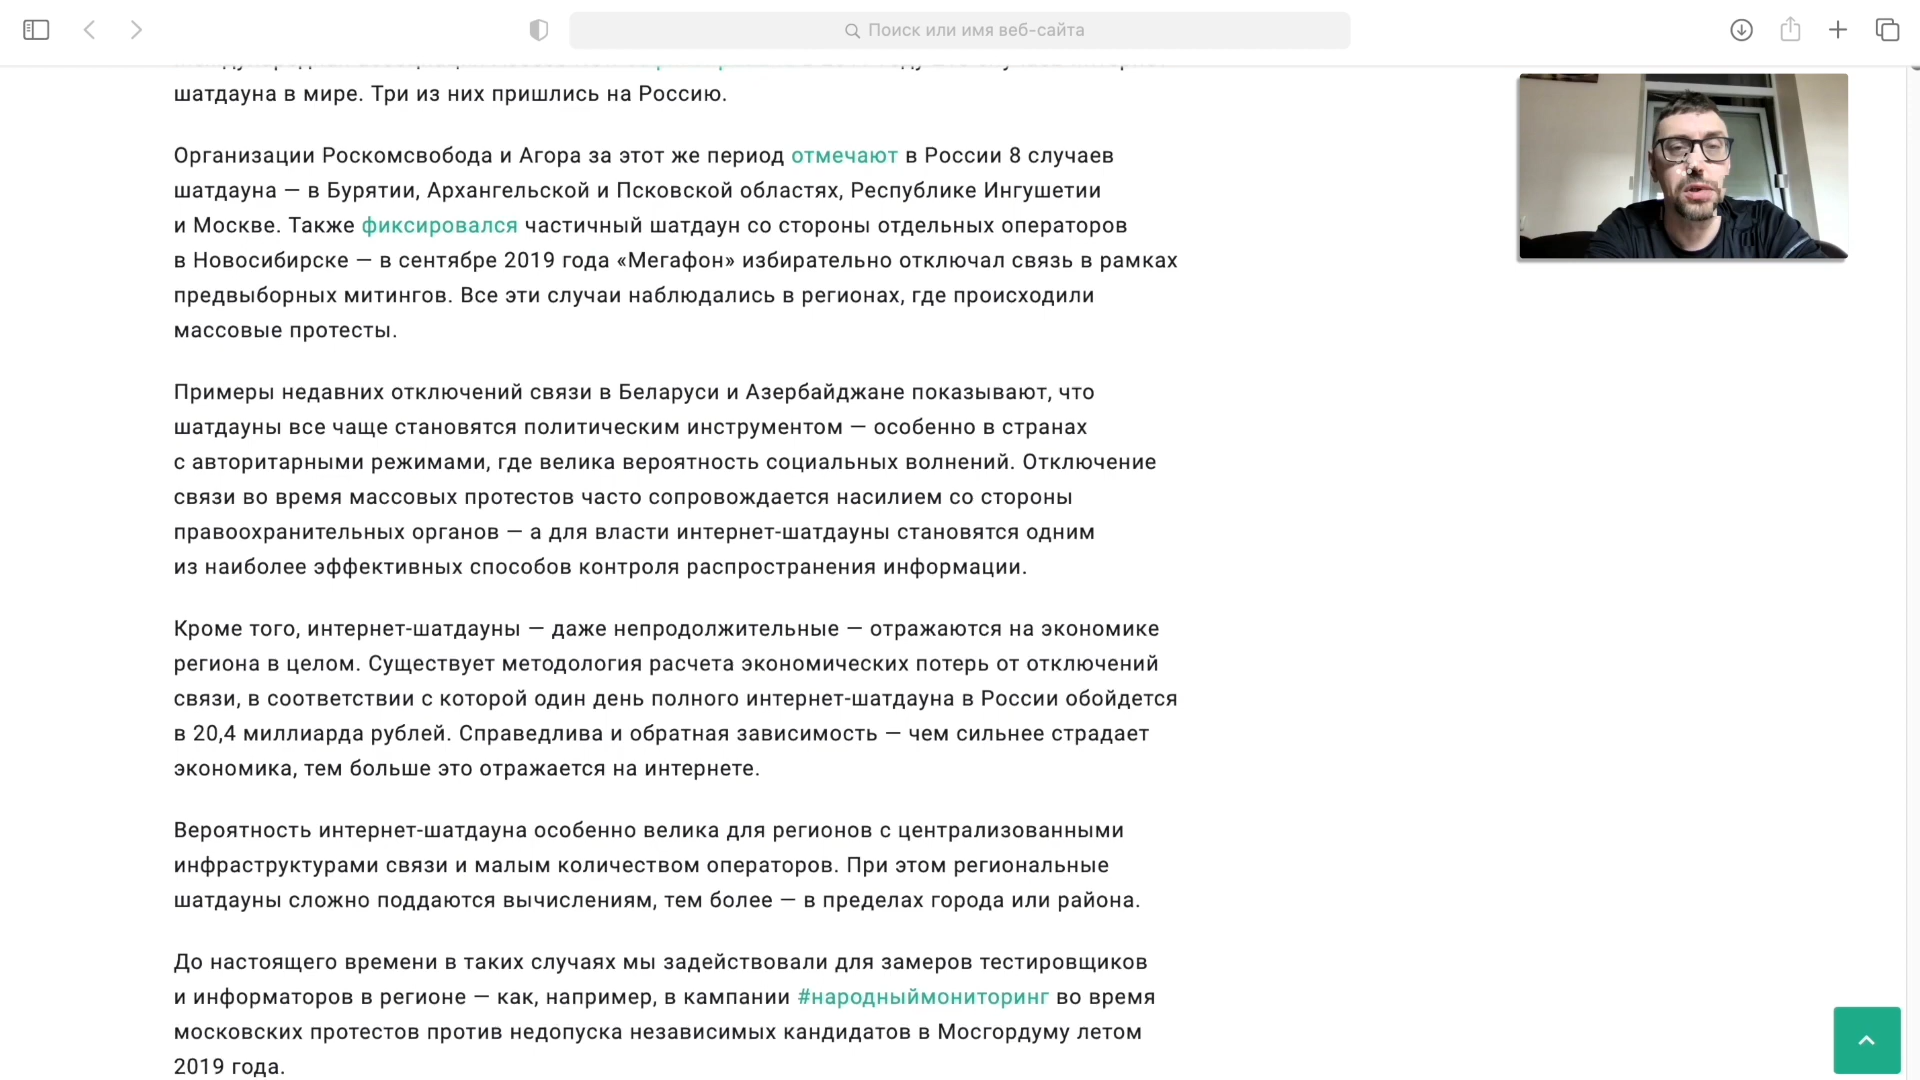 Поиск или имя веб-сайта
шатдауна в мире. Три из них пришлись на Россию.
Организации Роскомсвобода и Агора за этот же период отмечают в России 8 случаев
шатдауна — в Бурятии, Архангельской и Псковской областях, Республике Ингушетии
и Москве. Также фиксировался частичный шатдаун со стороны отдельных операторов
в Новосибирске — в сентябре 2019 года «Мегафон» избирательно отключал связь в рамках
предвыборных митингов. Все эти случаи наблюдались в регионах, где происходили
массовые протесты.
Примеры недавних отключений связи в Беларуси и Азербайджане показывают, что
шатдауны все чаще становятся политическим инструментом — особенно в странах
с авторитарными режимами, где велика вероятность социальных волнений. Отключение
связи во время массовых протестов часто сопровождается насилием со стороны
правоохранительных органов — а для власти интернет-шатдауны становятся одним
из наиболее эффективных способов контроля распространения информации.
Кроме того, интернет-шатдауны — даже непродолжительные — отражаются на экономике
региона в целом. Существует методология расчета экономических потерь от отключений
связи, в соответствии с которой один день полного интернет-шатдауна в России обойдется
в 20,4 миллиарда рублей. Справедлива и обратная зависимость — чем сильнее страдает
экономика, тем больше это отражается на интернете.
Вероятность интернет-шатдауна особенно велика для регионов с централизованными
инфраструктурами связи и малым количеством операторов. При этом региональные
шатдауны сложно поддаются вычислениям, тем более — в пределах города или района.
До настоящего времени в таких случаях мы задействовали для замеров тестировщиков
и информаторов в регионе — как, например, в кампании #народныймониторинг во время
московских протестов против недопуска независимых кандидатов в Мосгордуму летом
2019 года.